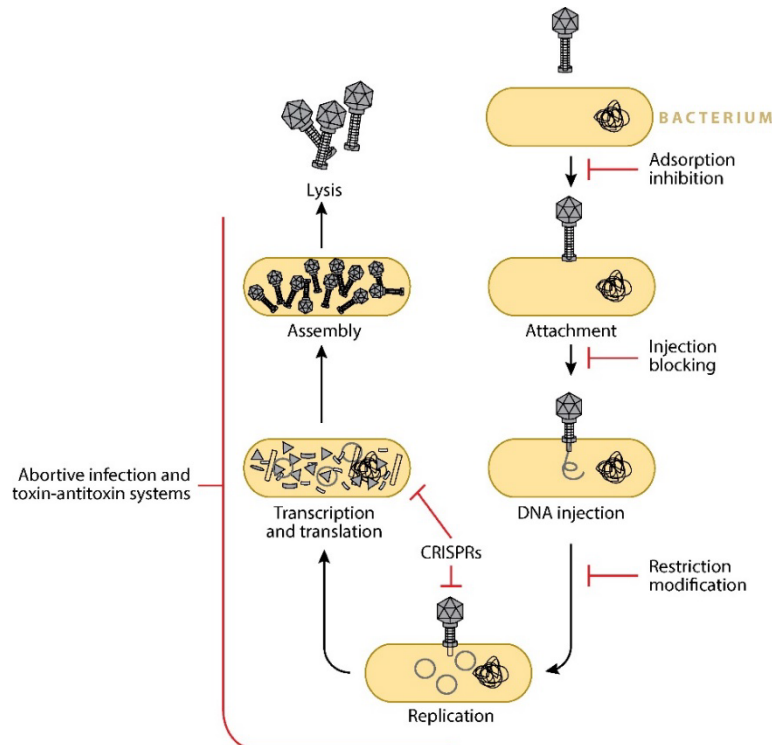 BACTERIUM
Adsorption
inhibition
Lysis
Assembly
Attachment
Injection
blocking
Abortive infection and
toxin-antitoxin systems
Transcription
and translation
DNA injection
CRISPRs
Restriction
modification
Replication